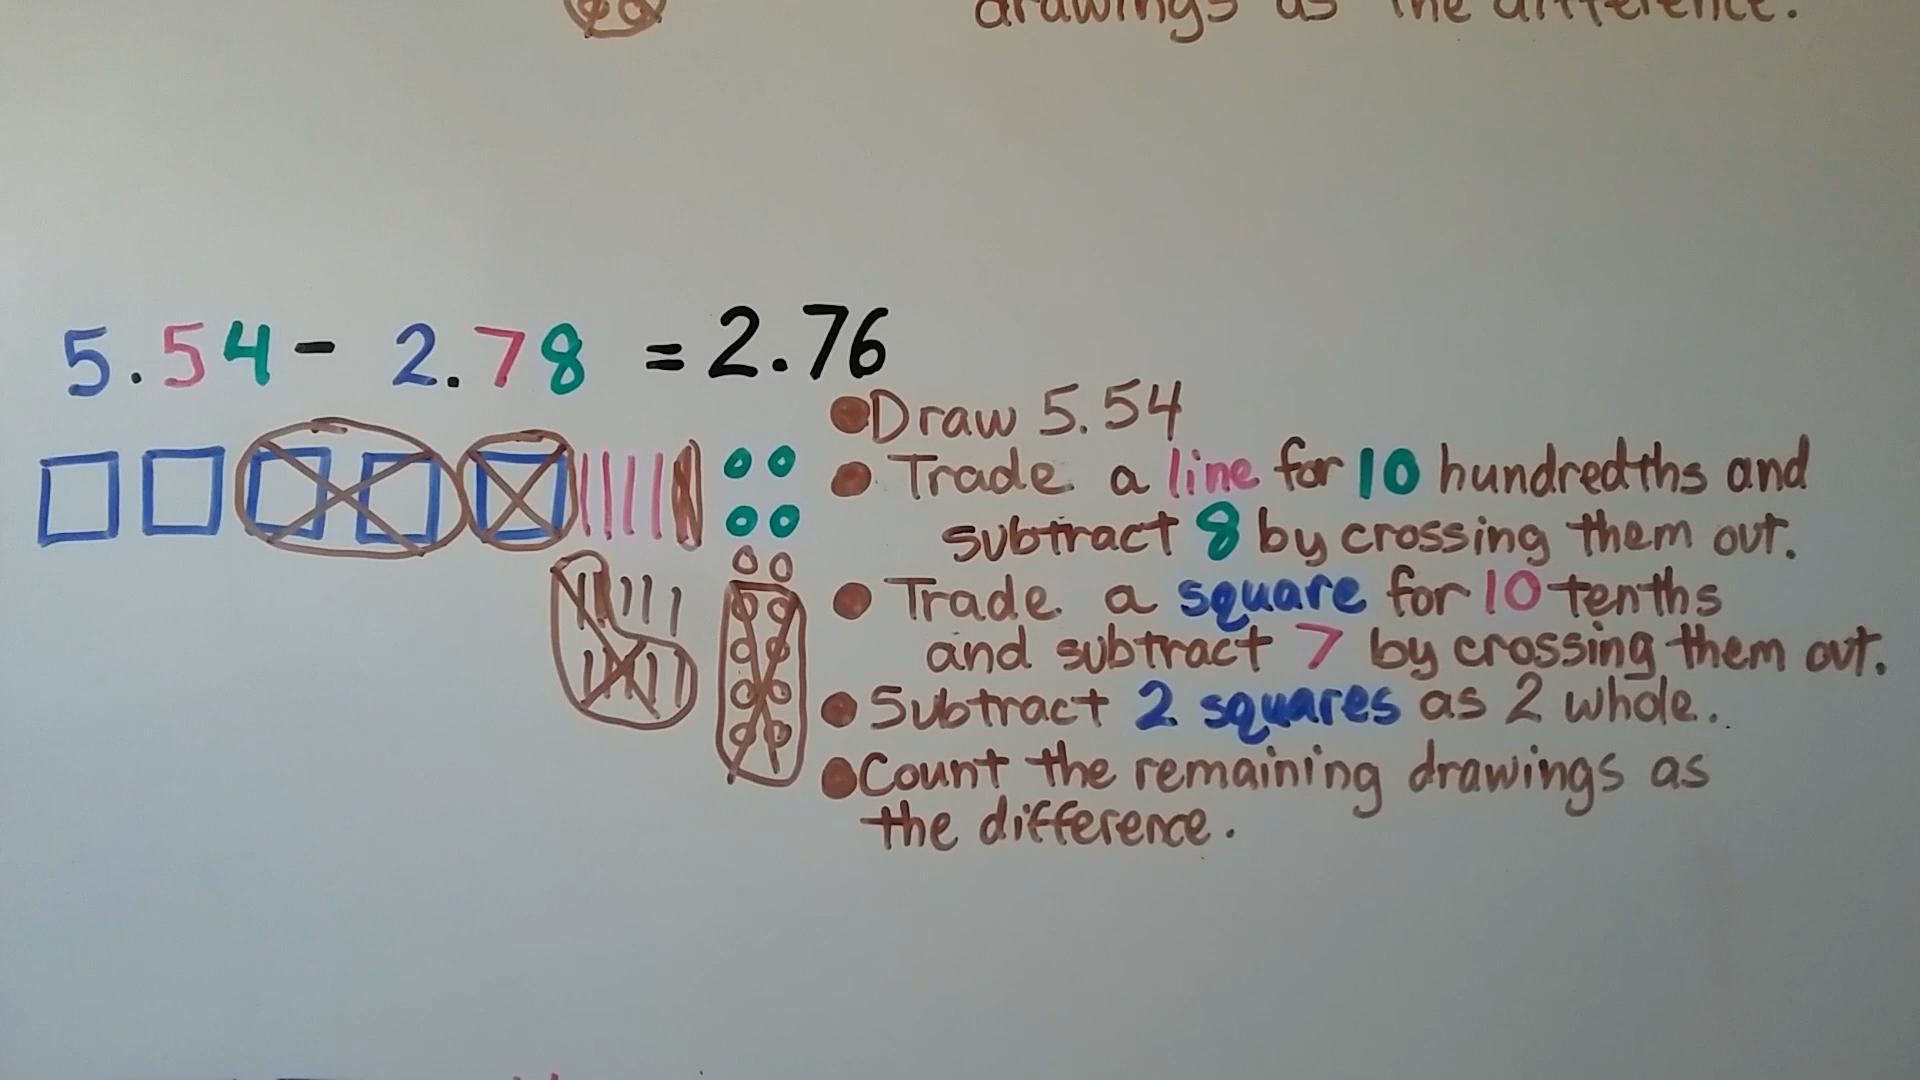 drawings as the difference.
5.54 - 2.78 = 2.76
• Draw 5.54
• Trade a line for 10 hundredths and
subtract 8 by crossing them out.
• Trade a square for 10 tenths
and subtract 7 by crossing them out.
• Subtract 2 squares as 2 whole.
• Count the remaining drawings as
the difference.